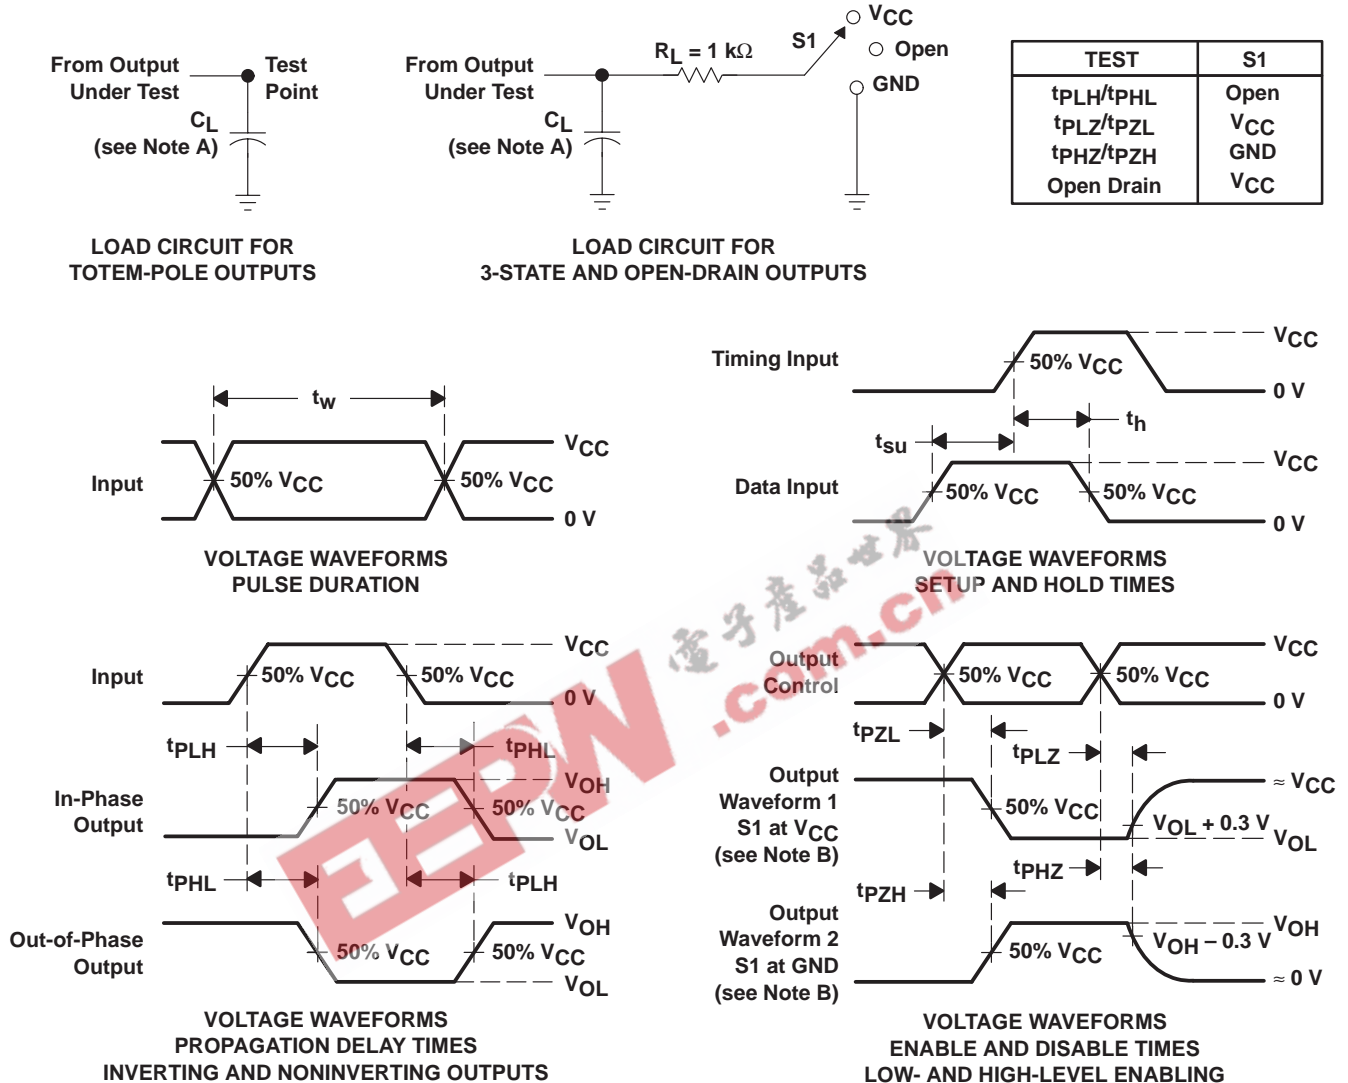 From Output
Under Test
Test
Point
CL
(see Note A)
LOAD CIRCUIT FOR
TOTEM-POLE OUTPUTS
From Output
Under Test
RL = 1 kΩ
S1
VCC
Open
GND
CL
(see Note A)
LOAD CIRCUIT FOR
3-STATE AND OPEN-DRAIN OUTPUTS
TEST S1
tPLH/tPHL Open
tPLZ/tPZL VCC
tPHZ/tPZH GND
Open Drain VCC
tw
Input
50% VCC
50% VCC
VCC
0 V
VOLTAGE WAVEFORMS
PULSE DURATION
Timing Input
50% VCC
VCC
0 V
th
tsu
Data Input
50% VCC
50% VCC
VCC
0 V
VOLTAGE WAVEFORMS
SETUP AND HOLD TIMES
Input
50% VCC
50% VCC
VCC
0 V
tPLH
tPHL
In-Phase
Output
50% VCC
50% VCC
VOH
VOL
tPHL
tPLH
Out-of-Phase
Output
50% VCC
50% VCC
VOH
VOL
VOLTAGE WAVEFORMS
PROPAGATION DELAY TIMES
INVERTING AND NONINVERTING OUTPUTS
Output
Control
50% VCC
50% VCC
VCC
0 V
tPZL
tPLZ
Output
Waveform 1
S1 at VCC
(see Note B)
50% VCC
VOL + 0.3 V
≈ VCC
VOL
tPZH
tPHZ
Output
Waveform 2
S1 at GND
(see Note B)
50% VCC
VOH − 0.3 V
VOH
≈ 0 V
VOLTAGE WAVEFORMS
ENABLE AND DISABLE TIMES
LOW- AND HIGH-LEVEL ENABLING
EEPW
電子產品世界
.com.cn